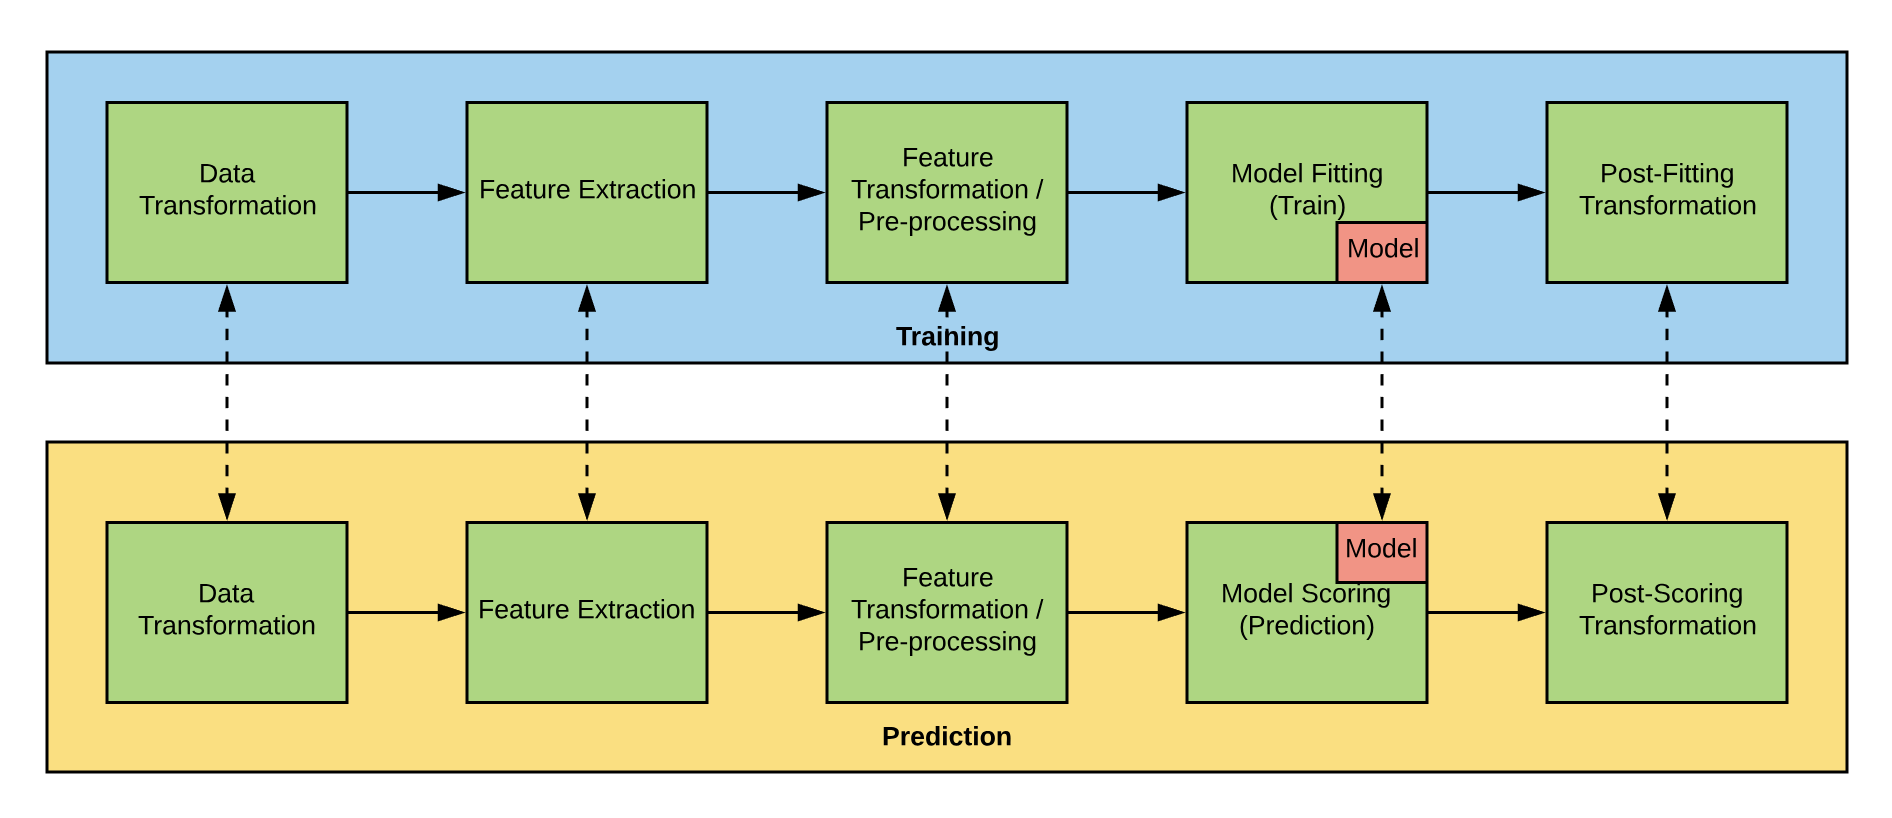 Data
Transformation
Feature Extraction
Feature
Transformation /
Pre-processing
Model Fitting
(Train)
Model
Post-Fitting
Transformation
Training
Data
Transformation
Feature Extraction
Feature
Transformation /
Pre-processing
Model
Model Scoring
(Prediction)
Post-Scoring
Transformation
Prediction